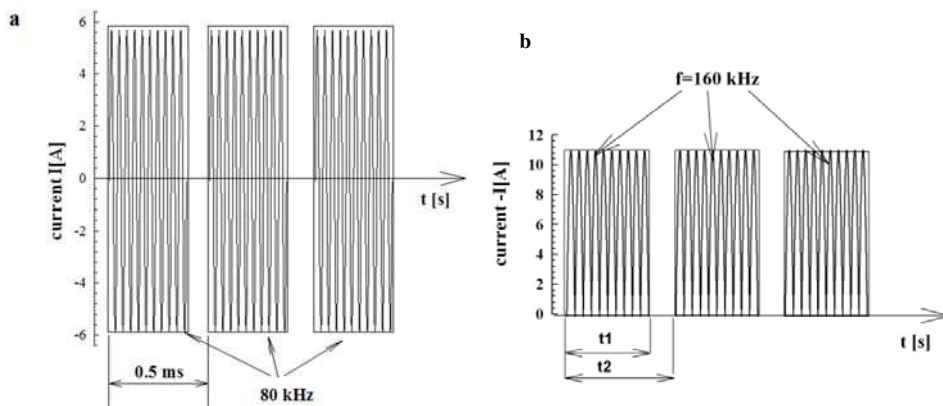 a
6
4
2
0
-2
-4
-6
current I[A]
t [s]
0.5 ms
80 kHz
b
f=160 kHz
12
10
8
6
4
2
0
current -I[A]
t1
t2
t [s]